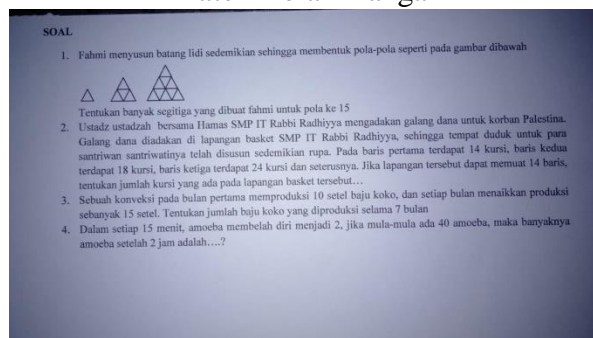 SOAL
1. Fahmi menyusun batang lidi sedemikian sehingga membentuk pola-pola seperti pada gambar dibawah
Tentukan banyak segitiga yang dibuat fahmi untuk pola ke 15
2. Ustadz ustadzah bersama Hamas SMP IT Rabbi Radhiyya mengadakan galang dana untuk korban Palestina.
Galang dana diadakan di lapangan basket SMP IT Rabbi Radhiyya, sehingga tempat duduk untuk para
santriwan santriwatinya telah disusun sedemikian rupa. Pada baris pertama terdapat 14 kursi, baris kedua
terdapat 18 kursi, baris ketiga terdapat 24 kursi dan seterusnya. Jika lapangan tersebut dapat memuat 14 baris,
tentukan jumlah kursi yang ada pada lapangan basket tersebut…
3. Sebuah konveksi pada bulan pertama memproduksi 10 setel baju koko, dan setiap bulan menaikkan produksi
sebanyak 15 setel. Tentukan jumlah baju koko yang diproduksi selama 7 bulan
4. Dalam setiap 15 menit, amoeba membelah diri menjadi 2, jika mula-mula ada 40 amoeba, maka banyaknya
amoeba setelah 2 jam adalah….?